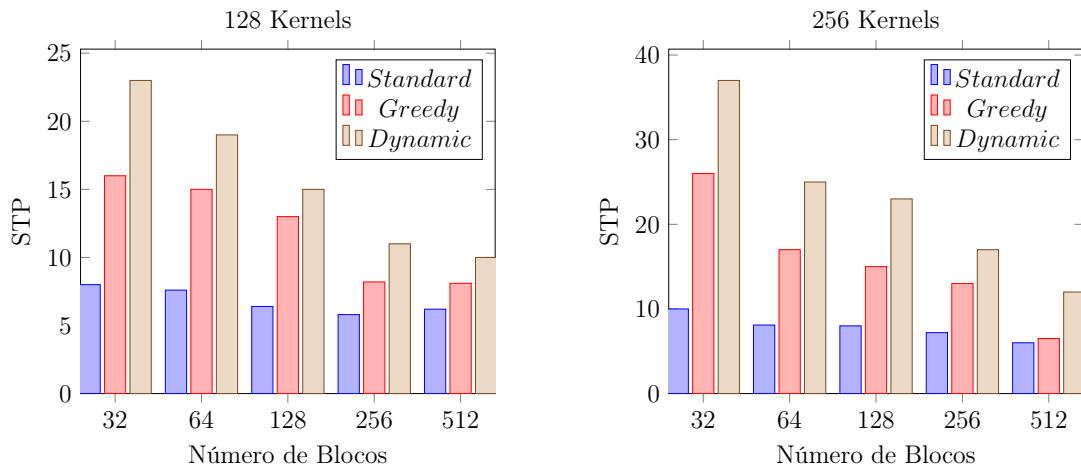 128 Kernels
25
20
15
10
5
0
STP
Standard
Greedy
Dynamic
32 64 128 256 512
Número de Blocos
256 Kernels
40
30
20
10
0
STP
Standard
Greedy
Dynamic
32 64 128 256 512
Número de Blocos